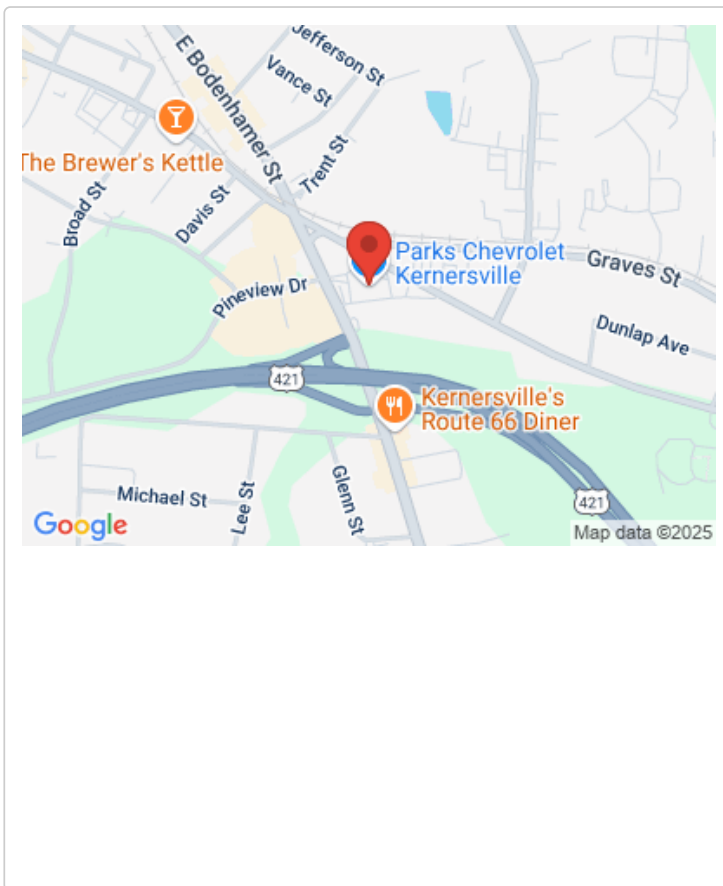 Jefferson St
E Bodenhamer St
Vance St
The Brewer's Kettle
Trent St
Broad St
Davis St
Parks Chevrolet
Kernersville
Graves St
Pineview Dr
Dunlap Ave
421
Kernersville's
Route 66 Diner
Michael St
Lee St
Glenn St
421
Google
Map data ©2025